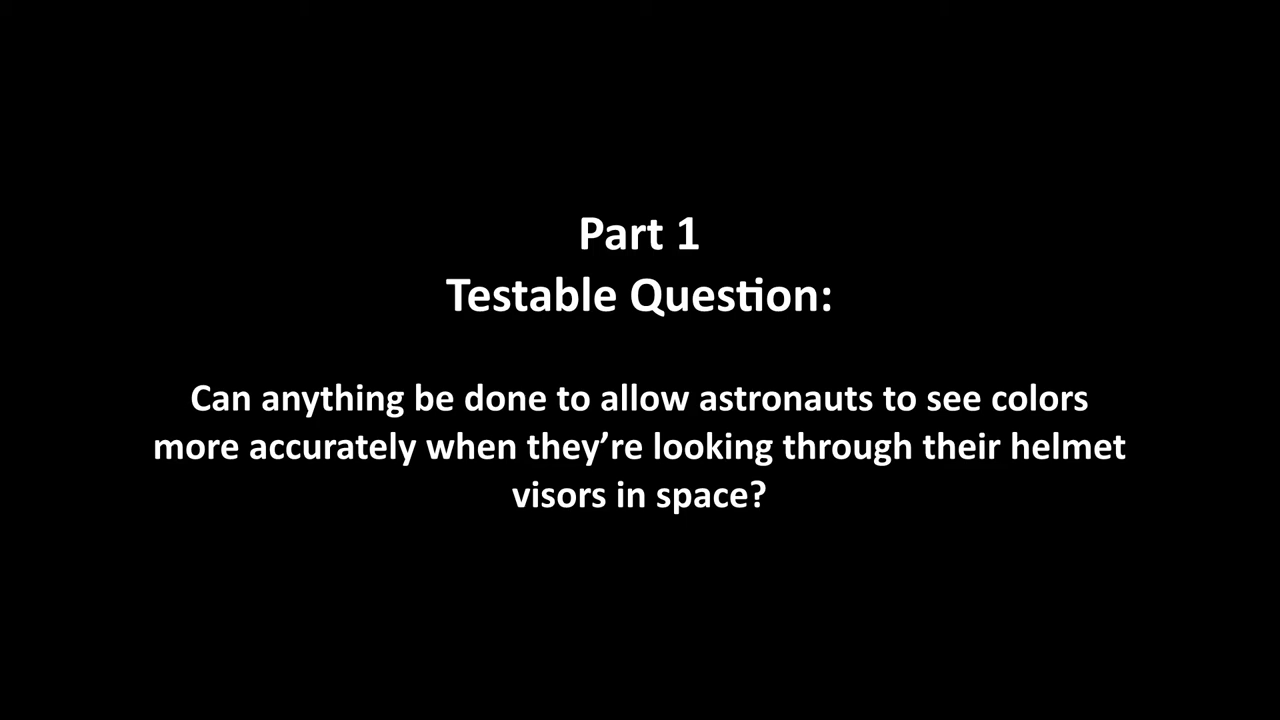 Part 1
Testable Question:
Can anything be done to allow astronauts to see colors
more accurately when they’re looking through their helmet
visors in space?